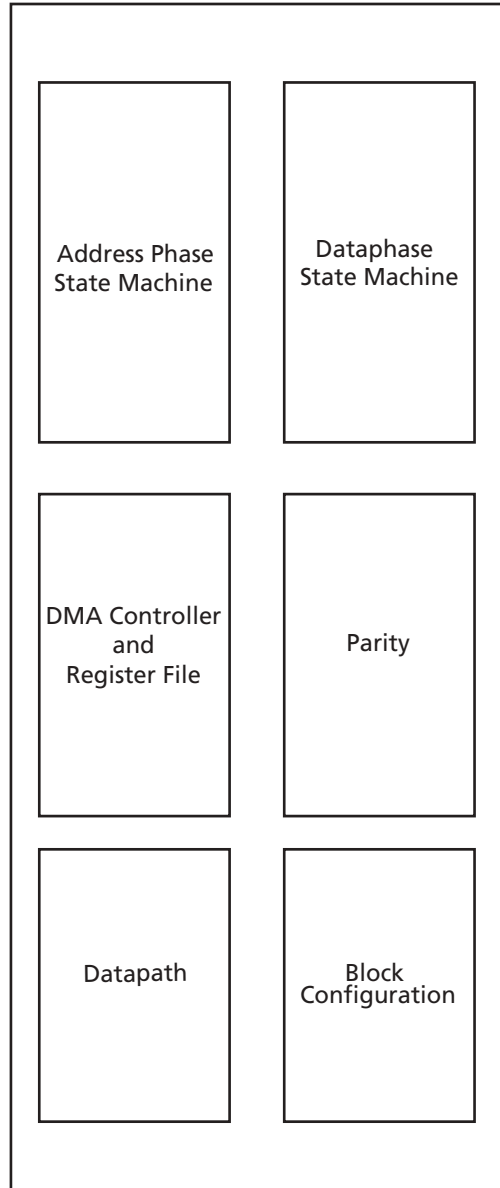 Address Phase
State Machine
Dataphase
State Machine
DMA Controller
and
Register File
Parity
Datapath
Block
Configuration